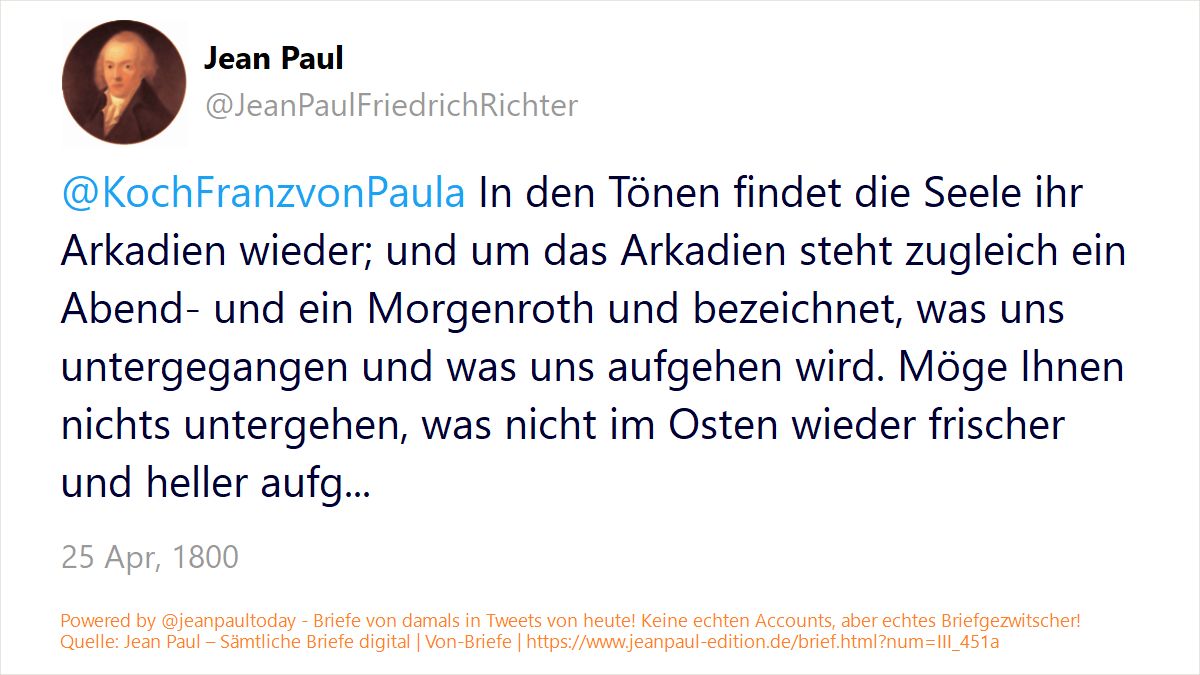 Jean Paul
@JeanPaulFriedrichRichter
@KochFranzvonPaula In den Tönen findet die Seele ihr
Arkadien wieder; und um das Arkadien steht zugleich ein
Abend- und ein Morgenroth und bezeichnet, was uns
untergegangen und was uns aufgehen wird. Möge Ihnen
nichts untergehen, was nicht im Osten wieder frischer
und heller aufg...
25 Apr, 1800
Powered by @jeanpaultoday - Briefe von damals in Tweets von heute! Keine echten Accounts, aber echtes Briefgezwitscher!
Quelle: Jean Paul – Sämtliche Briefe digital | Von-Briefe | https://www.jeanpaul-edition.de/brief.html?num=III_451a